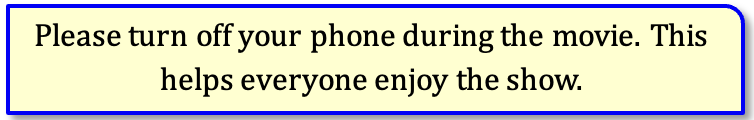 Please turn off your phone during the movie. This
helps everyone enjoy the show.